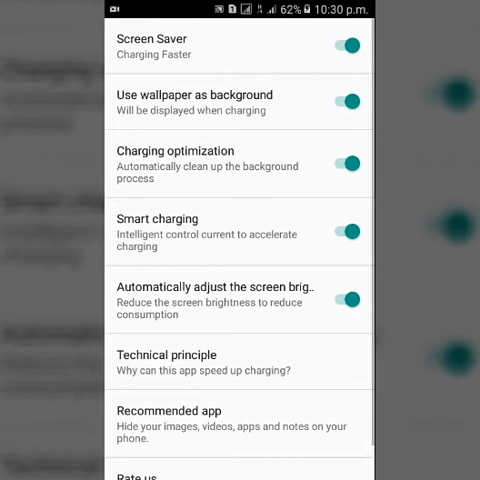 62% 10:30 p.m.
Screen Saver
Charging Faster
Use wallpaper as background
Will be displayed when charging
Charging optimization
Automatically clean up the background
process
Smart charging
Intelligent control current to accelerate
charging
Automatically adjust the screen brig..
Reduce the screen brightness to reduce
consumption
Technical principle
Why can this app speed up charging?
Recommended app
Hide your images, videos, apps and notes on your
phone.
Rate us